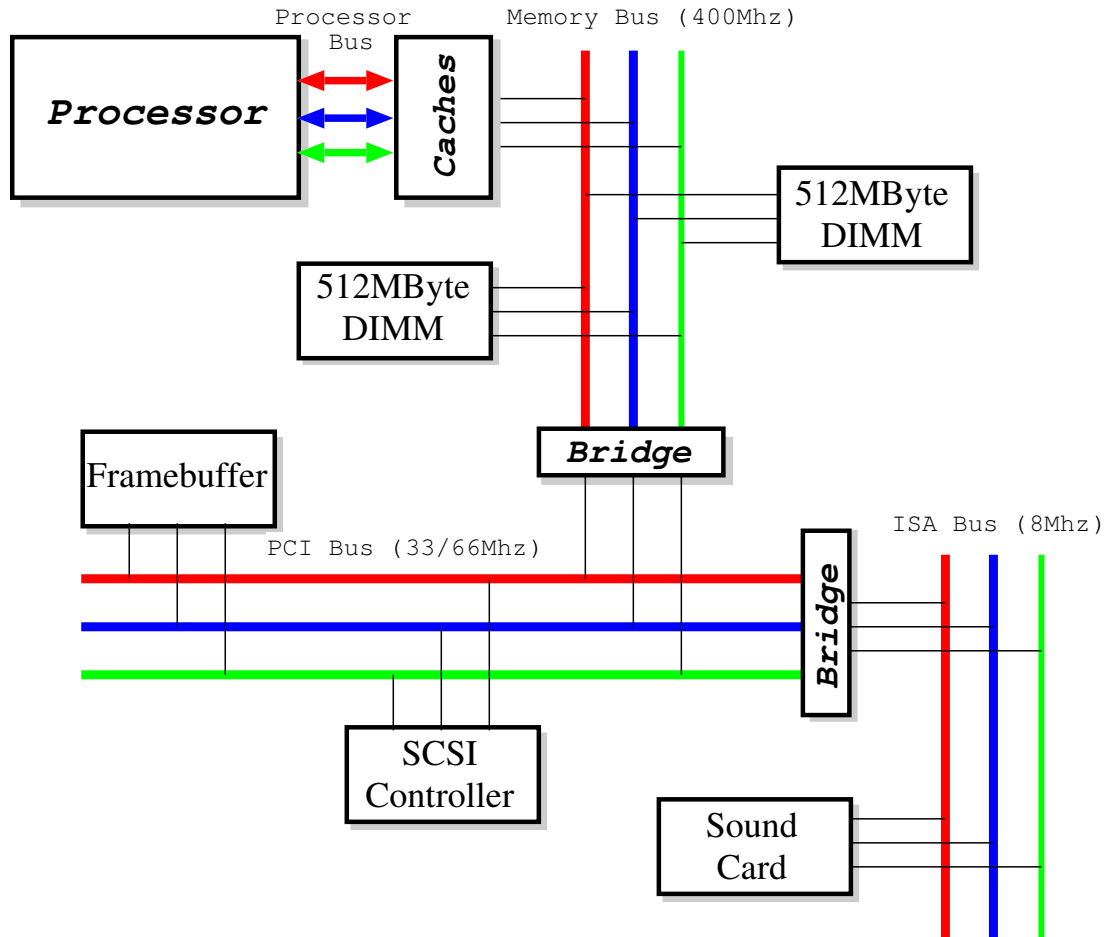 Processor
Bus
Memory Bus (400Mhz)
Processor
Caches
512MByte
DIMM
512MByte
DIMM
Bridge
Framebuffer
PCI Bus (33/66Mhz)
ISA Bus (8Mhz)
Bridge
SCSI
Controller
Sound
Card